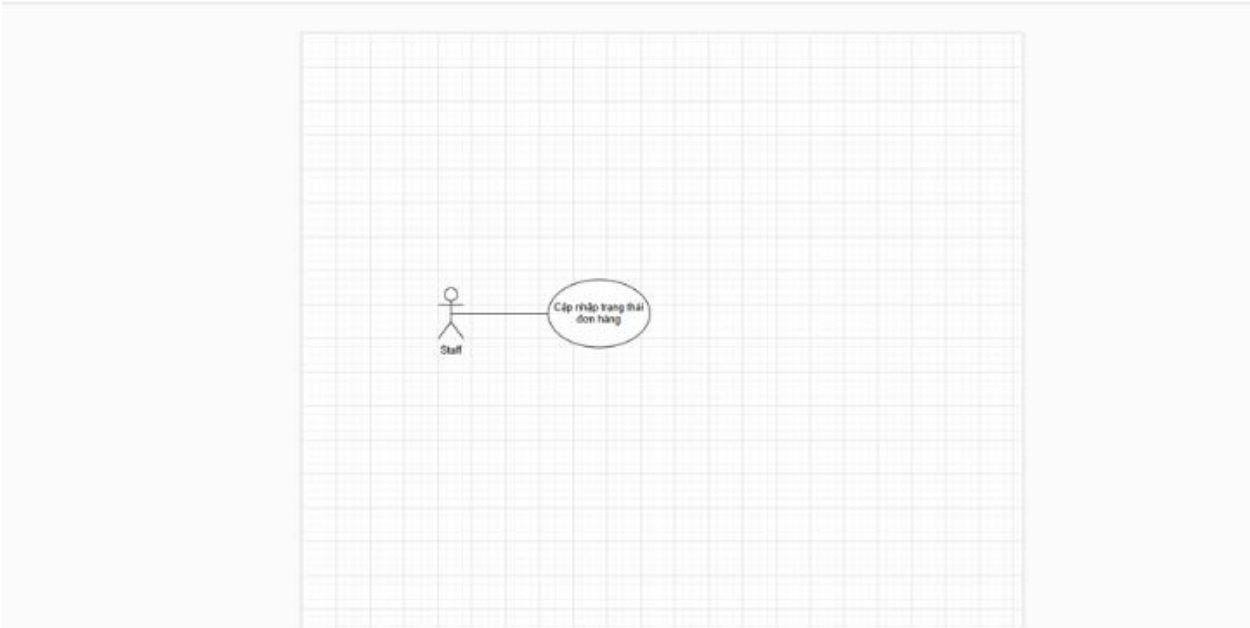 Staff
Cập nhập trạng thái
đơn hàng